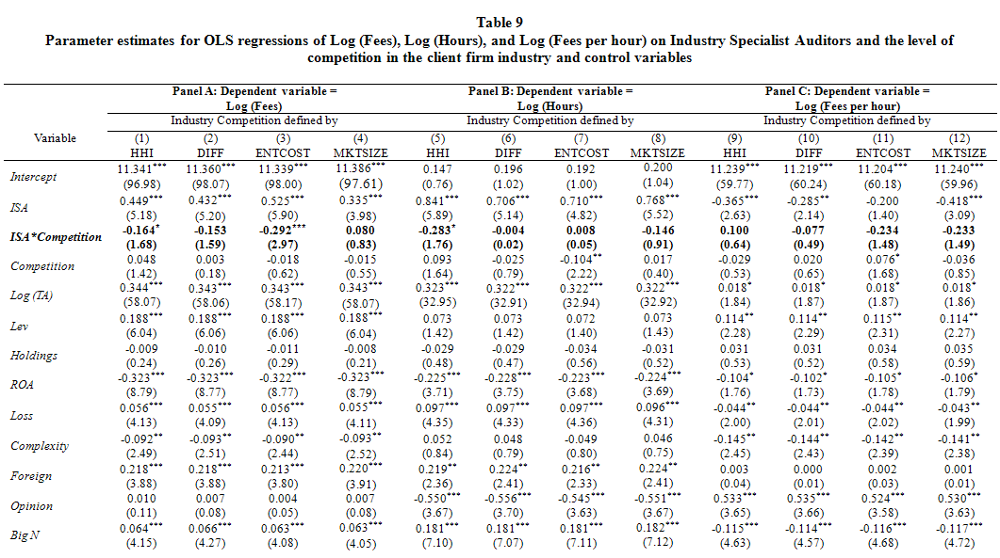 Table 9
Parameter estimates for OLS regressions of Log (Fees), Log (Hours), and Log (Fees per hour) on Industry Specialist Auditors and the level of
competition in the client firm industry and control variables
Panel A: Dependent variable = Panel B: Dependent variable = Panel C: Dependent variable =
Log (Fees) Log (Hours) Log (Fees per hour)
Industry Competition defined by Industry Competition defined by Industry Competition defined by
Variable (1) (2) (3) (4) (5) (6) (7) (8) (9) (10) (11) (12)
HHI DIFF ENTCOST MKTSIZE HHI DIFF ENTCOST MKTSIZE HHI DIFF ENTCOST MKTSIZE
Intercept 11.341*** 11.360*** 11.339*** 11.386*** 0.147 0.196 0.192 0.200 11.239*** 11.219*** 11.204*** 11.240***
(96.98) (98.07) (98.00) (97.61) (0.76) (1.02) (1.00) (1.04) (59.77) (60.24) (60.18) (59.96)
ISA 0.449*** 0.432*** 0.525*** 0.335*** 0.841*** 0.706*** 0.710*** 0.768*** -0.365*** -0.285** -0.200 -0.418***
(5.18) (5.20) (5.90) (3.98) (5.89) (5.14) (4.82) (5.52) (2.63) (2.14) (1.40) (3.09)
ISA*Competition -0.164* -0.153 -0.292*** 0.080 -0.283* -0.004 0.008 -0.146 0.100 -0.077 -0.234 -0.233
(1.68) (1.59) (2.97) (0.83) (1.76) (0.02) (0.05) (0.91) (0.64) (0.49) (1.48) (1.49)
Competition 0.048 0.003 -0.018 -0.015 0.093 -0.025 -0.104** 0.017 -0.029 0.020 0.076* -0.036
(1.42) (0.18) (0.62) (0.55) (1.64) (0.79) (2.22) (0.40) (0.53) (0.65) (1.68) (0.85)
Log (TA) 0.344*** 0.343*** 0.343*** 0.343*** 0.323*** 0.322*** 0.322*** 0.322*** 0.018* 0.018* 0.018* 0.018*
(58.07) (58.06) (58.17) (58.07) (32.95) (32.91) (32.94) (32.92) (1.84) (1.87) (1.87) (1.86)
Lev 0.188*** 0.188*** 0.188*** 0.188*** 0.073 0.073 0.072 0.073 0.114** 0.114** 0.115** 0.114**
(6.04) (6.06) (6.06) (6.04) (1.42) (1.42) (1.40) (1.43) (2.28) (2.29) (2.31) (2.27)
Holdings -0.009 -0.010 -0.011 -0.008 -0.029 -0.029 -0.034 -0.031 0.031 0.031 0.034 0.035
(0.24) (0.26) (0.29) (0.21) (0.48) (0.47) (0.56) (0.52) (0.53) (0.52) (0.58) (0.59)
ROA -0.323*** -0.323*** -0.322*** -0.323*** -0.225*** -0.228*** -0.223*** -0.224*** -0.104* -0.102* -0.105* -0.106*
(8.79) (8.77) (8.77) (8.79) (3.71) (3.75) (3.68) (3.69) (1.76) (1.73) (1.78) (1.79)
Loss 0.056*** 0.055*** 0.056*** 0.055*** 0.097*** 0.097*** 0.097*** 0.096*** -0.044** -0.044** -0.044** -0.043**
(4.13) (4.09) (4.13) (4.11) (4.35) (4.33) (4.36) (4.31) (2.00) (2.01) (2.02) (1.99)
Complexity -0.092** -0.093** -0.090** -0.093** 0.052 0.048 -0.049 0.046 -0.145** -0.144** -0.142** -0.141**
(2.49) (2.51) (2.44) (2.52) (0.84) (0.79) (0.80) (0.75) (2.45) (2.43) (2.39) (2.38)
Foreign 0.218*** 0.218*** 0.213*** 0.220*** 0.219** 0.224** 0.216** 0.224** 0.003 0.000 0.002 0.001
(3.88) (3.88) (3.80) (3.91) (2.36) (2.41) (2.33) (2.41) (0.04) (0.01) (0.03) (0.01)
Opinion 0.010 0.007 0.004 0.007 -0.550*** -0.556*** -0.545*** -0.551*** 0.533*** 0.535*** 0.524*** 0.530***
(0.11) (0.08) (0.05) (0.08) (3.67) (3.70) (3.63) (3.67) (3.65) (3.66) (3.58) (3.63)
Big N 0.064*** 0.066*** 0.063*** 0.063*** 0.181*** 0.181*** 0.181*** 0.182*** -0.115*** -0.114*** -0.116*** -0.117***
(4.15) (4.27) (4.08) (4.05) (7.10) (7.07) (7.11) (7.12) (4.63) (4.57) (4.68) (4.72)